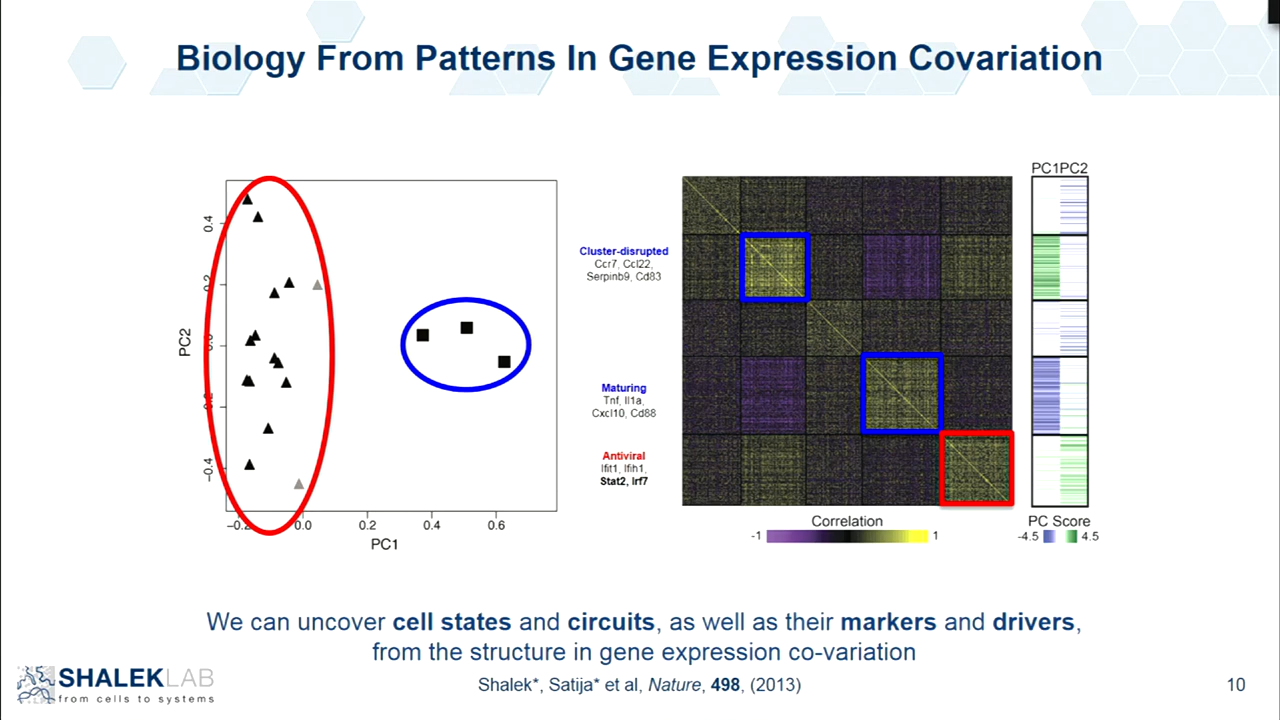 Biology From Patterns In Gene Expression Covariation
PC2
0.4
0.2
0.0
0.2
−0.4
−0.2
0.0
0.2
0.4
0.6
PC1
Cluster-disrupted
Ccr7, Ccl22,
Serpinb9, Cd83
Maturing
Tnf, Il1a,
Cxcl10, Cd88
Antiviral
Ifit1, Ifih1,
Stat2, Irf7
Correlation
-1
1
PC1PC2
PC Score
-4.5
4.5
We can uncover cell states and circuits, as well as their markers and drivers,
from the structure in gene expression co-variation
SHALEKLAB
from cells to systems
Shalek*, Satija* et al, Nature, 498, (2013)
10